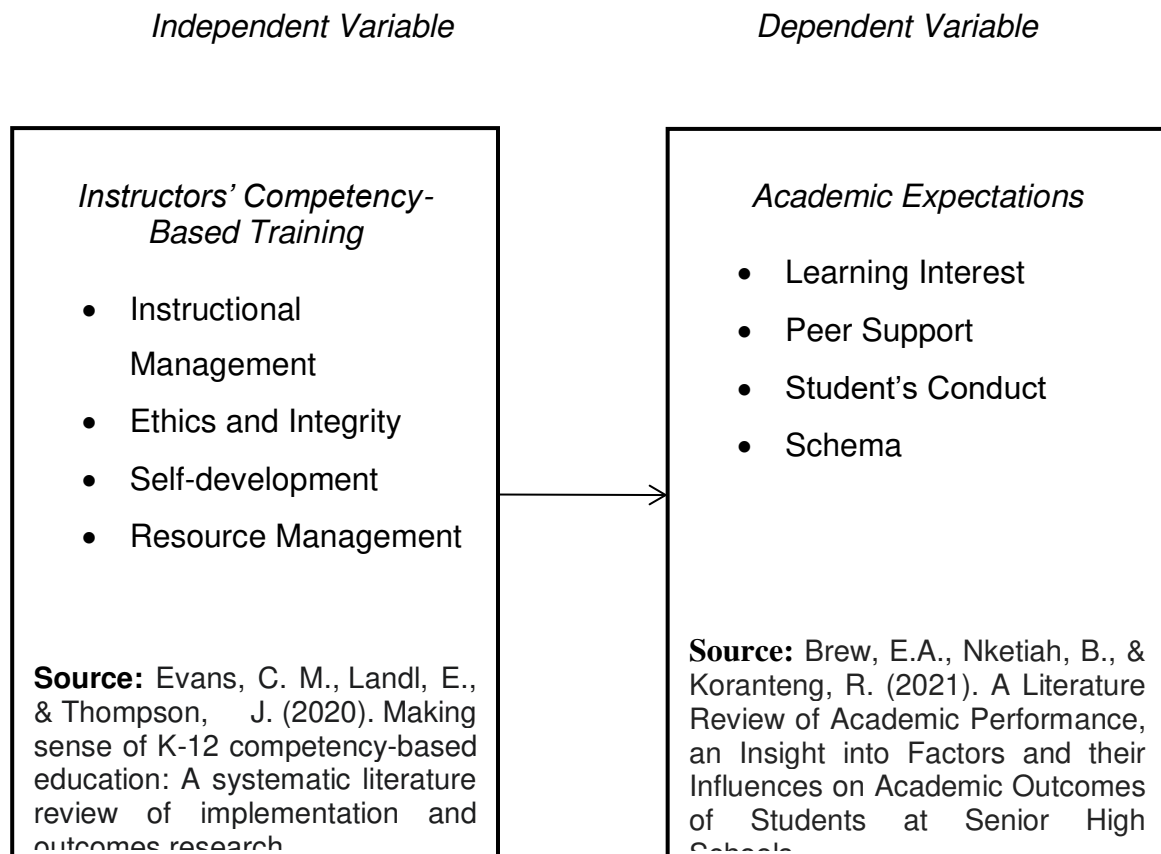 Independent Variable
Dependent Variable
Instructors’ Competency-
Based Training
• Instructional
Management
• Ethics and Integrity
• Self-development
• Resource Management
Source: Evans, C. M., Landl, E.,
& Thompson, J. (2020). Making
sense of K-12 competency-based
education: A systematic literature
review of implementation and
outcomes research
Academic Expectations
• Learning Interest
• Peer Support
• Student’s Conduct
• Schema
Source: Brew, E.A., Nketiah, B., &
Koranteng, R. (2021). A Literature
Review of Academic Performance,
an Insight into Factors and their
Influences on Academic Outcomes
of Students at Senior High
Schools